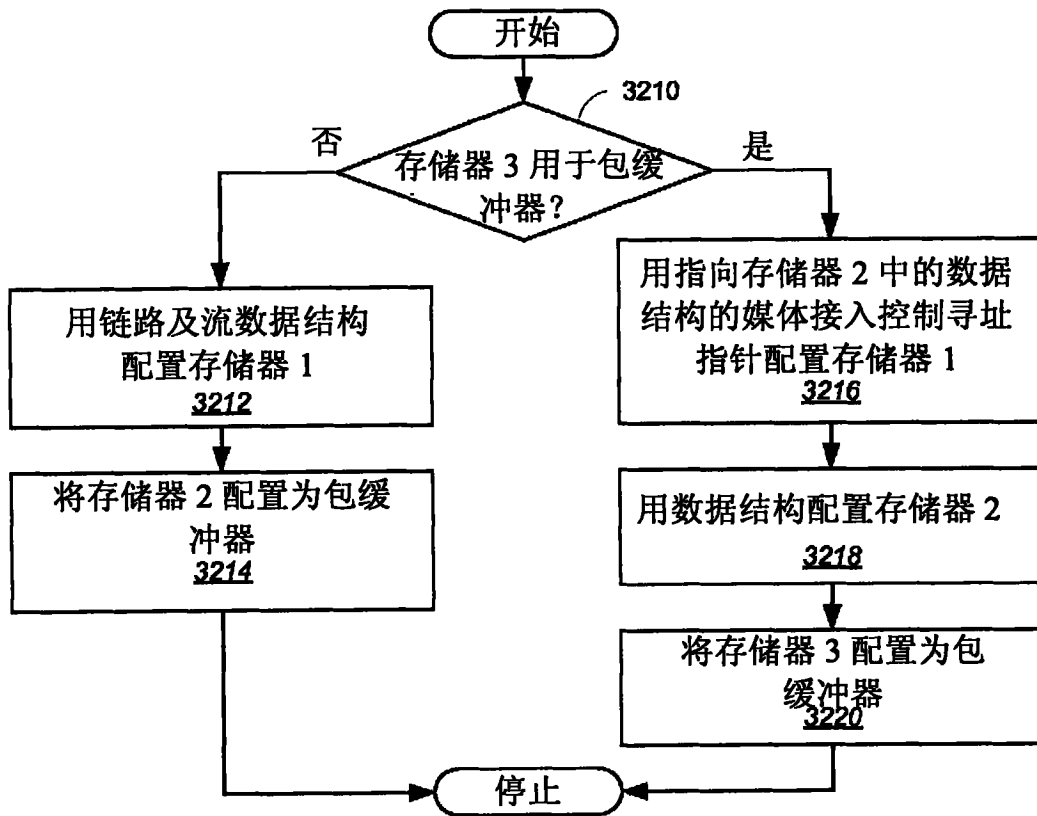 开始
3210
否
是
存储器 3 用于包缓
冲器?
用链路及流数据结构
配置存储器 1
3212
将存储器 2 配置为包缓
冲器
3214
用指向存储器 2 中的数据
结构的媒体接入控制寻址
指针配置存储器 1
3216
用数据结构配置存储器 2
3218
将存储器 3 配置为包
缓冲器
3220
停止